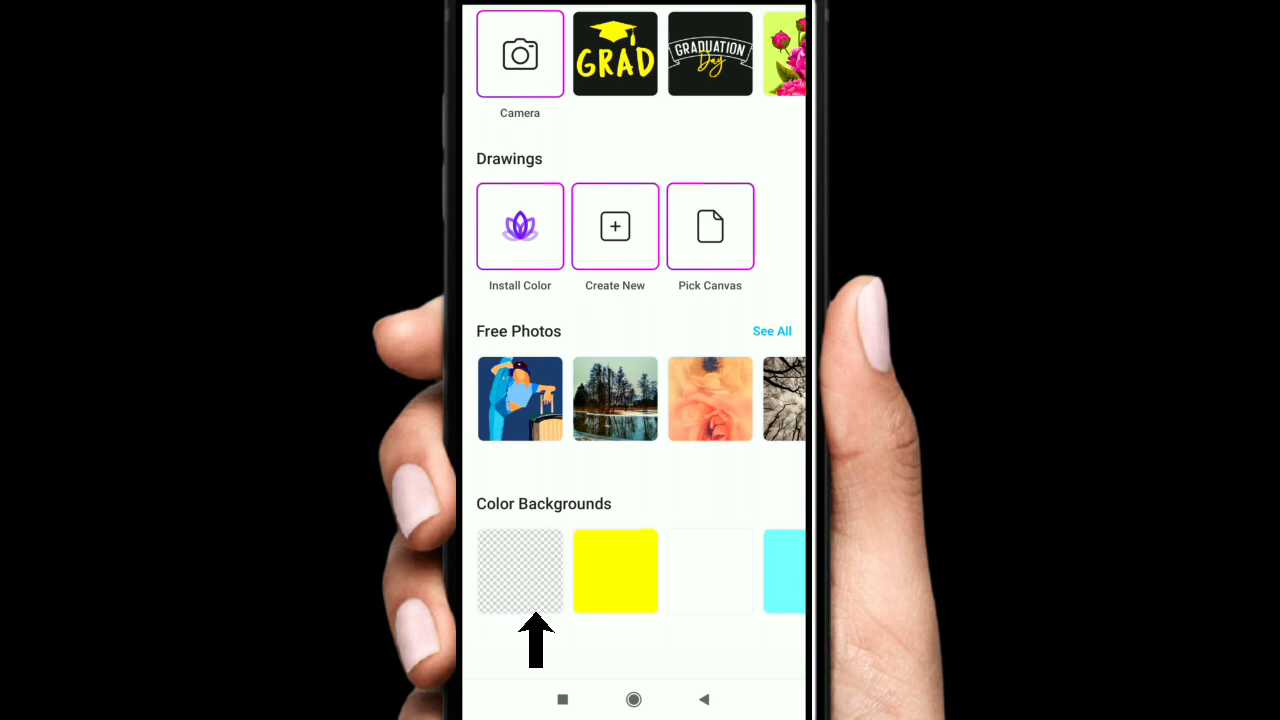 GRAD
GRADUATION
Day
Camera
Drawings
Install Color
Create New
Pick Canvas
Free Photos
See All
Color Backgrounds